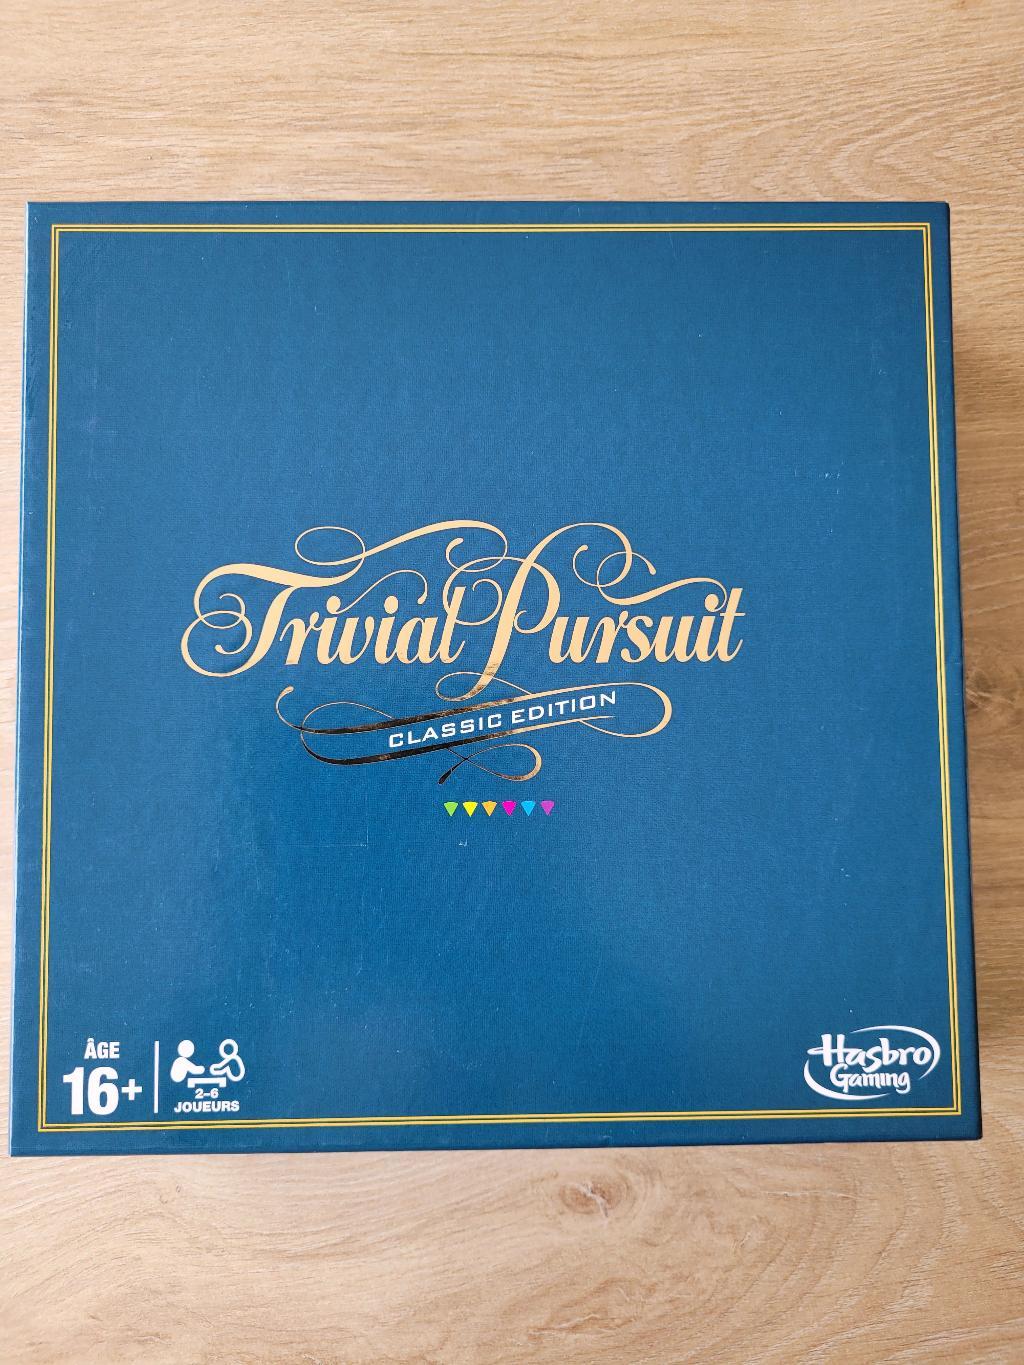 Trivial Pursuit
CLASSIC EDITION
ÂGE
16+
2-6
JOUEURS
Hasbro
Gaming